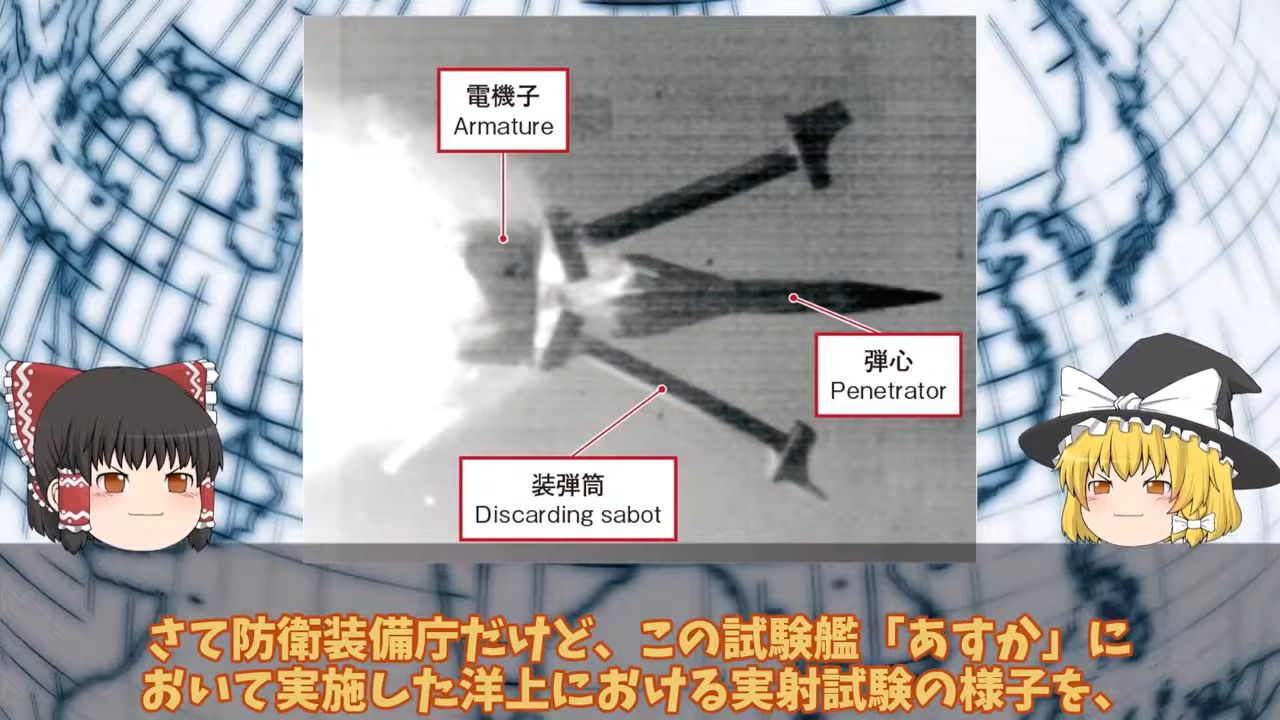 電機子
Armature
弾心
Penetrator
装弾筒
Discarding sabot
さて防衛装備庁だけど、この試験艦「あすか」に
おいて実施した洋上における実射試験の様子を、